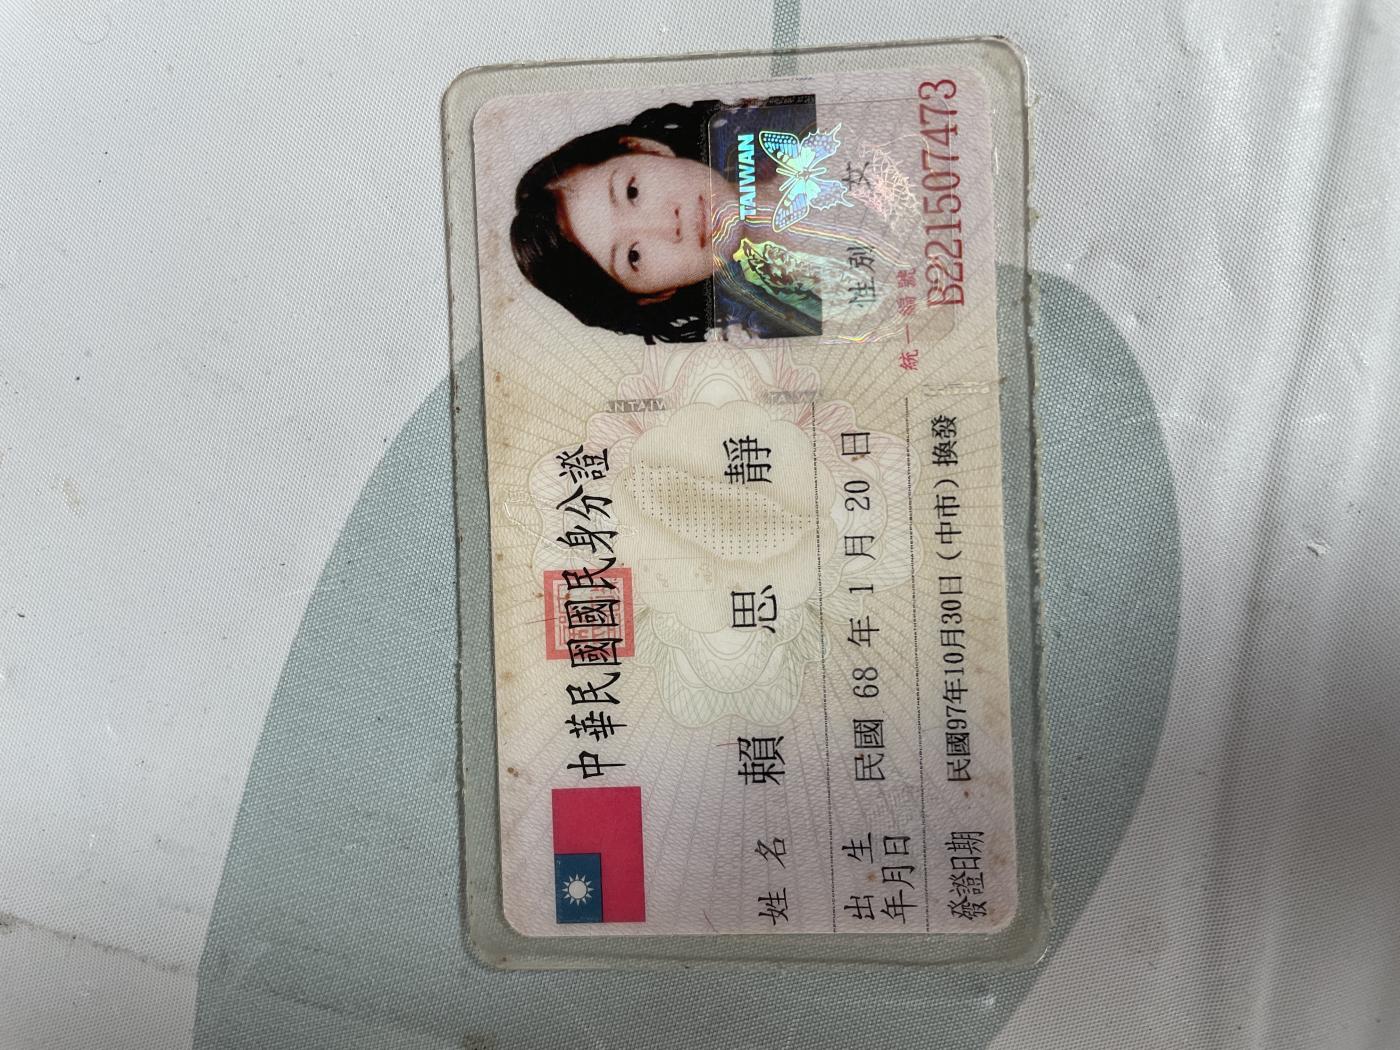 中華民國國民身分證
姓名 賴思靜
出生年月日 民國 68 年 1 月 20 日
性別 女
發證日期 民國97年10月30日（中市）換發
統一編號
B221507473
TAIWAN